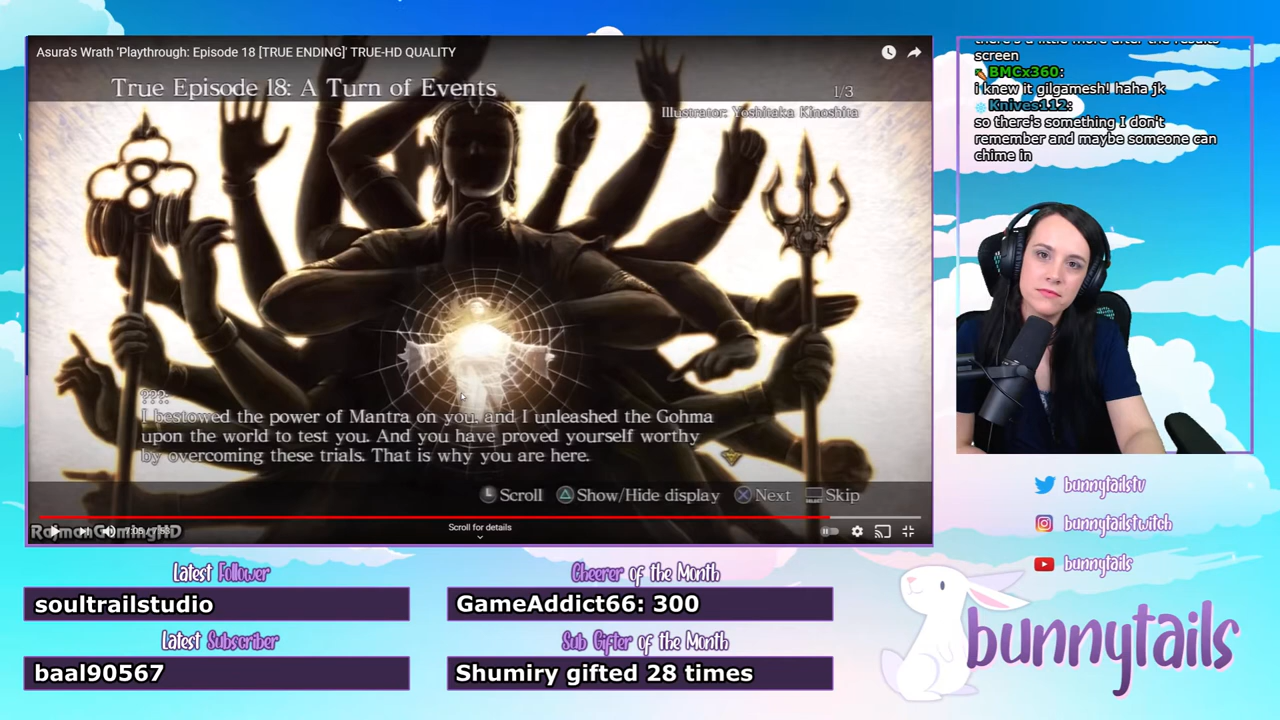 Asura's Wrath 'Playthrough: Episode 18 [TRUE ENDING]' TRUE-HD QUALITY
True Episode 18: A Turn of Events
1/3
Illustrator: Yoshitaka Kinoshita
???:
I bestowed the power of Mantra on you, and I unleashed the Gohma
upon the world to test you. And you have proved yourself worthy
by overcoming these trials. That is why you are here.
Scroll
Show/Hide display
Next
SELECT
Skip
Scroll for details
there's a little more after the results
screen
BMCx360:
i knew it gilgamesh! haha jk
Knives112:
so there's something I don't
remember and maybe someone can
chime in
bunnytailstv
bunnytailstwitch
bunnytails
Latest Follower
soultrailstudio
Cheerer of the Month
GameAddict66: 300
Latest Subscriber
baal90567
Sub Gifter of the Month
Shumiry gifted 28 times
bunnytails